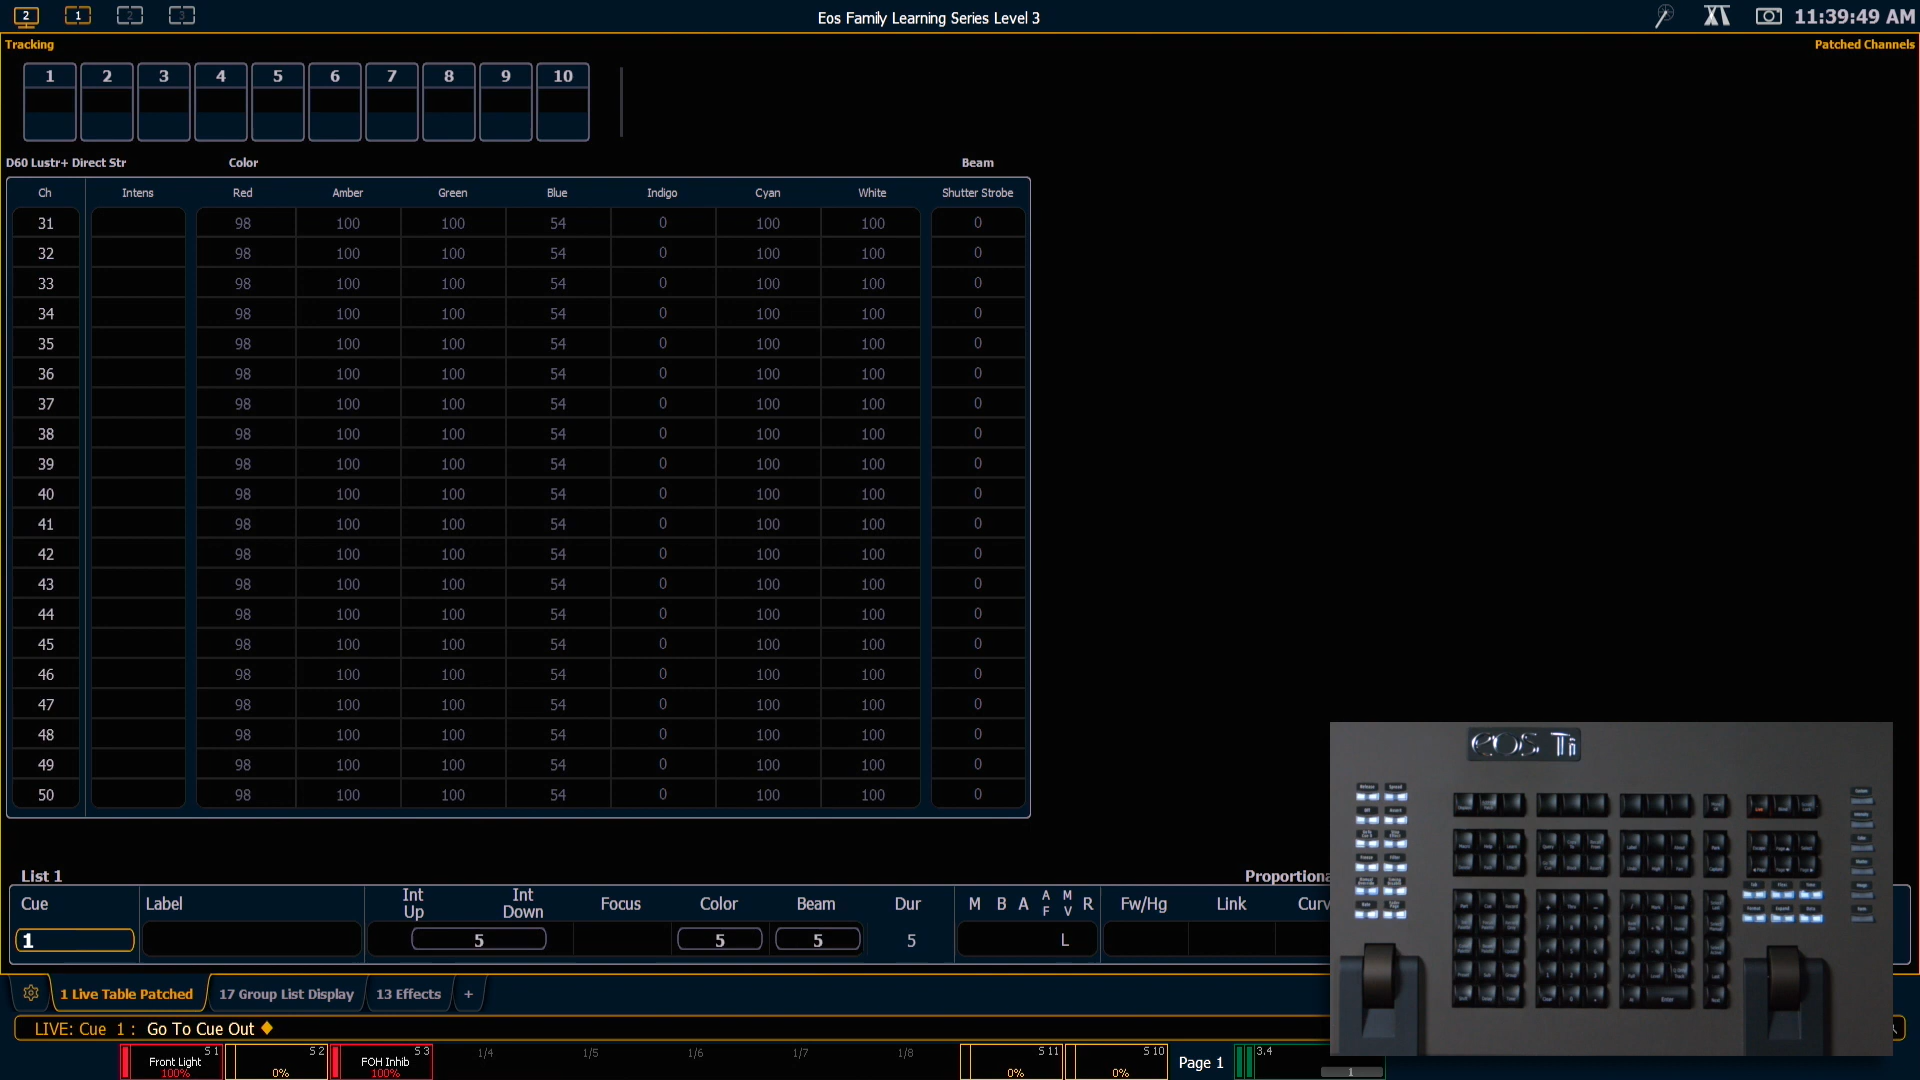 2 1 2 3 Eos Family Learning Series Level 3 11:39:49 AM
Tracking Patched Channels
1 2 3 4 5 6 7 8 9 10
D60 Lustr+ Direct Str Color Beam
Ch Intens Red Amber Green Blue Indigo Cyan White Shutter Strobe
31 98 100 100 54 0 100 100 0
32 98 100 100 54 0 100 100 0
33 98 100 100 54 0 100 100 0
34 98 100 100 54 0 100 100 0
35 98 100 100 54 0 100 100 0
36 98 100 100 54 0 100 100 0
37 98 100 100 54 0 100 100 0
38 98 100 100 54 0 100 100 0
39 98 100 100 54 0 100 100 0
40 98 100 100 54 0 100 100 0
41 98 100 100 54 0 100 100 0
42 98 100 100 54 0 100 100 0
43 98 100 100 54 0 100 100 0
44 98 100 100 54 0 100 100 0
45 98 100 100 54 0 100 100 0
46 98 100 100 54 0 100 100 0
47 98 100 100 54 0 100 100 0
48 98 100 100 54 0 100 100 0
49 98 100 100 54 0 100 100 0
50 98 100 100 54 0 100 100 0
eos Ti
List 1 Proportiona
Cue Label Int Up Int Down Focus Color Beam Dur M B A AF MV R Fw/Hg Link Curv
1 5 5 5 5 L
1 Live Table Patched 17 Group List Display 13 Effects +
LIVE: Cue 1 : Go To Cue Out
S 1 S 2 S 3 1/4 1/5 1/6 1/7 1/8 S 11 S 10 Page 1 3.4
Front Light FOH Inhib
100% 0% 100% 0% 0% 1